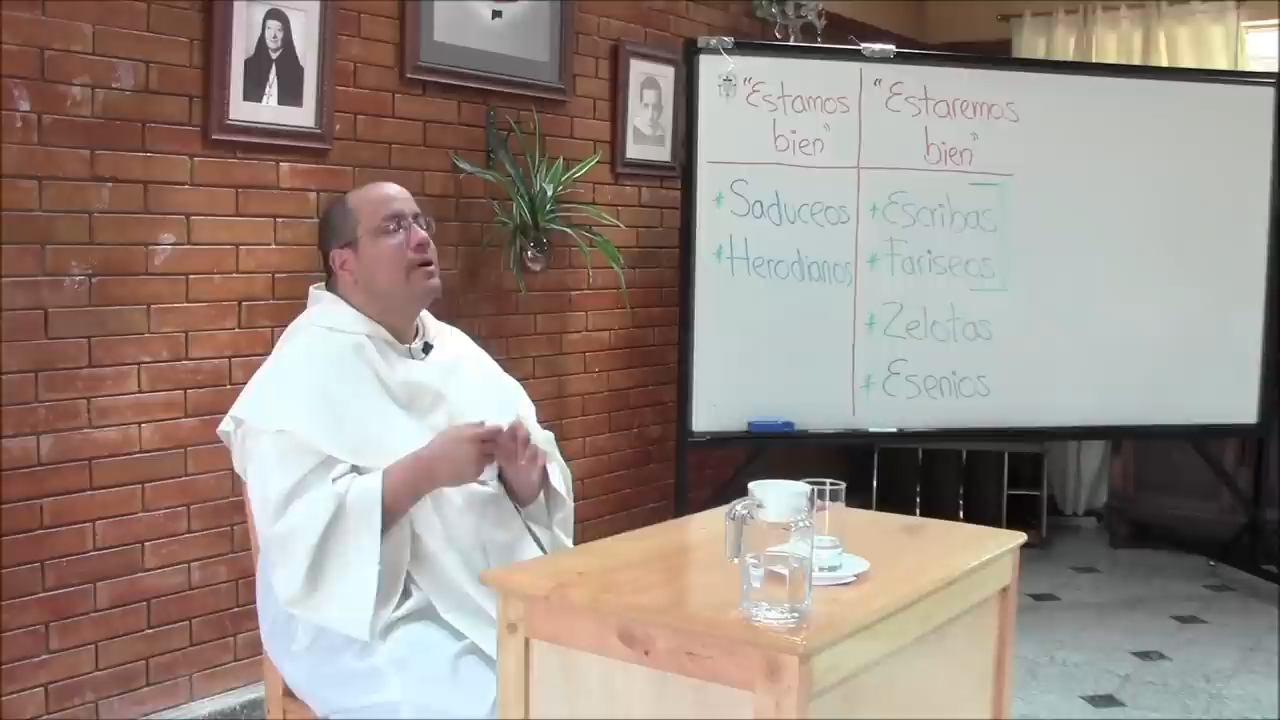 "Estamos
bien"
"Estaremos
bien"
+ Saduceos
+ Herodianos
+ Escribas
+ Fariseos
+ Zelotas
+ Esenios